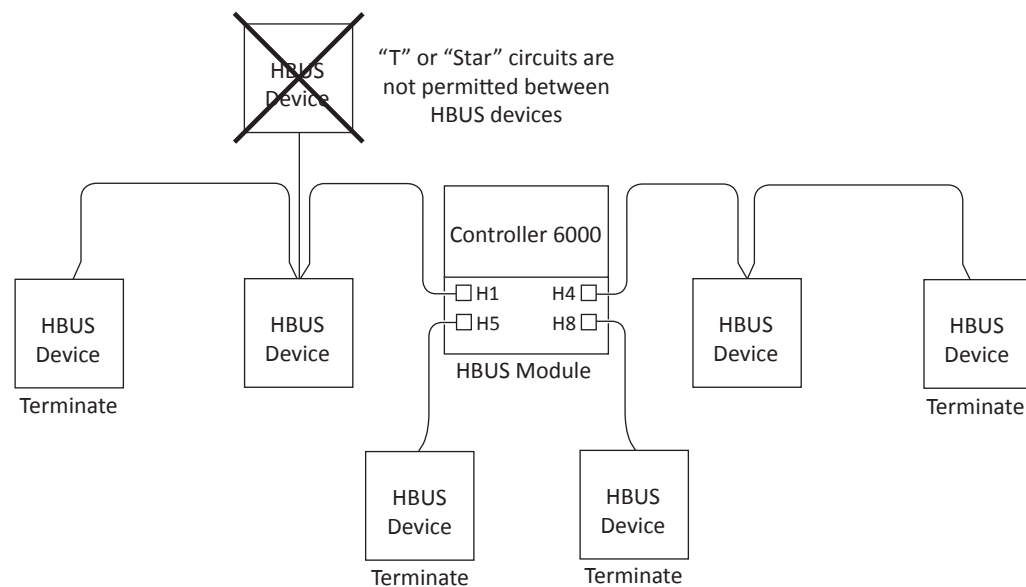 HBUS
Device
“T” or “Star” circuits are
not permitted between
HBUS devices
Controller 6000
H1
H4
H5
H8
HBUS Module
HBUS
Device
Terminate
HBUS
Device
HBUS
Device
HBUS
Device
Terminate
HBUS
Device
Terminate
HBUS
Device
Terminate